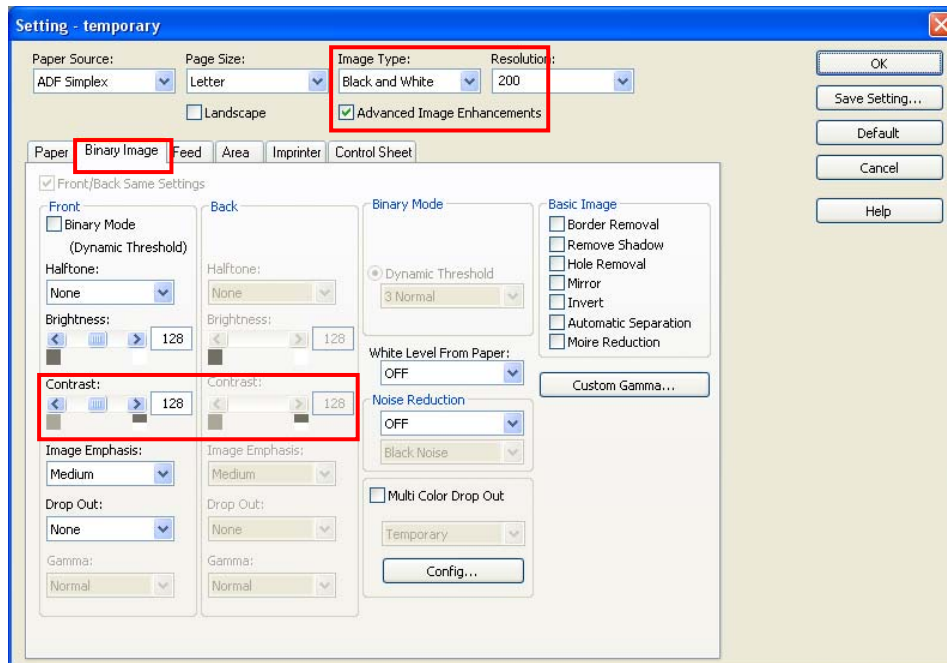 Setting - temporary
Paper Source: Page Size: Image Type: Resolution:
ADF Simplex Letter Black and White 200
Landscape Advanced Image Enhancements
OK
Save Setting...
Default
Cancel
Help
Paper Binary Image Feed Area Imprinter Control Sheet
Front/Back Same Settings
Front
Binary Mode
(Dynamic Threshold)
Halftone:
None
Brightness:
128
Contrast:
128
Image Emphasis:
Medium
Drop Out:
None
Gamma:
Normal
Back
Halftone:
None
Brightness:
128
Contrast:
128
Image Emphasis:
Medium
Drop Out:
None
Gamma:
Normal
Binary Mode
Dynamic Threshold
3 Normal
White Level From Paper:
OFF
Noise Reduction
OFF
Black Noise
Multi Color Drop Out
Temporary
Config...
Basic Image
Border Removal
Remove Shadow
Hole Removal
Mirror
Invert
Automatic Separation
Moire Reduction
Custom Gamma...